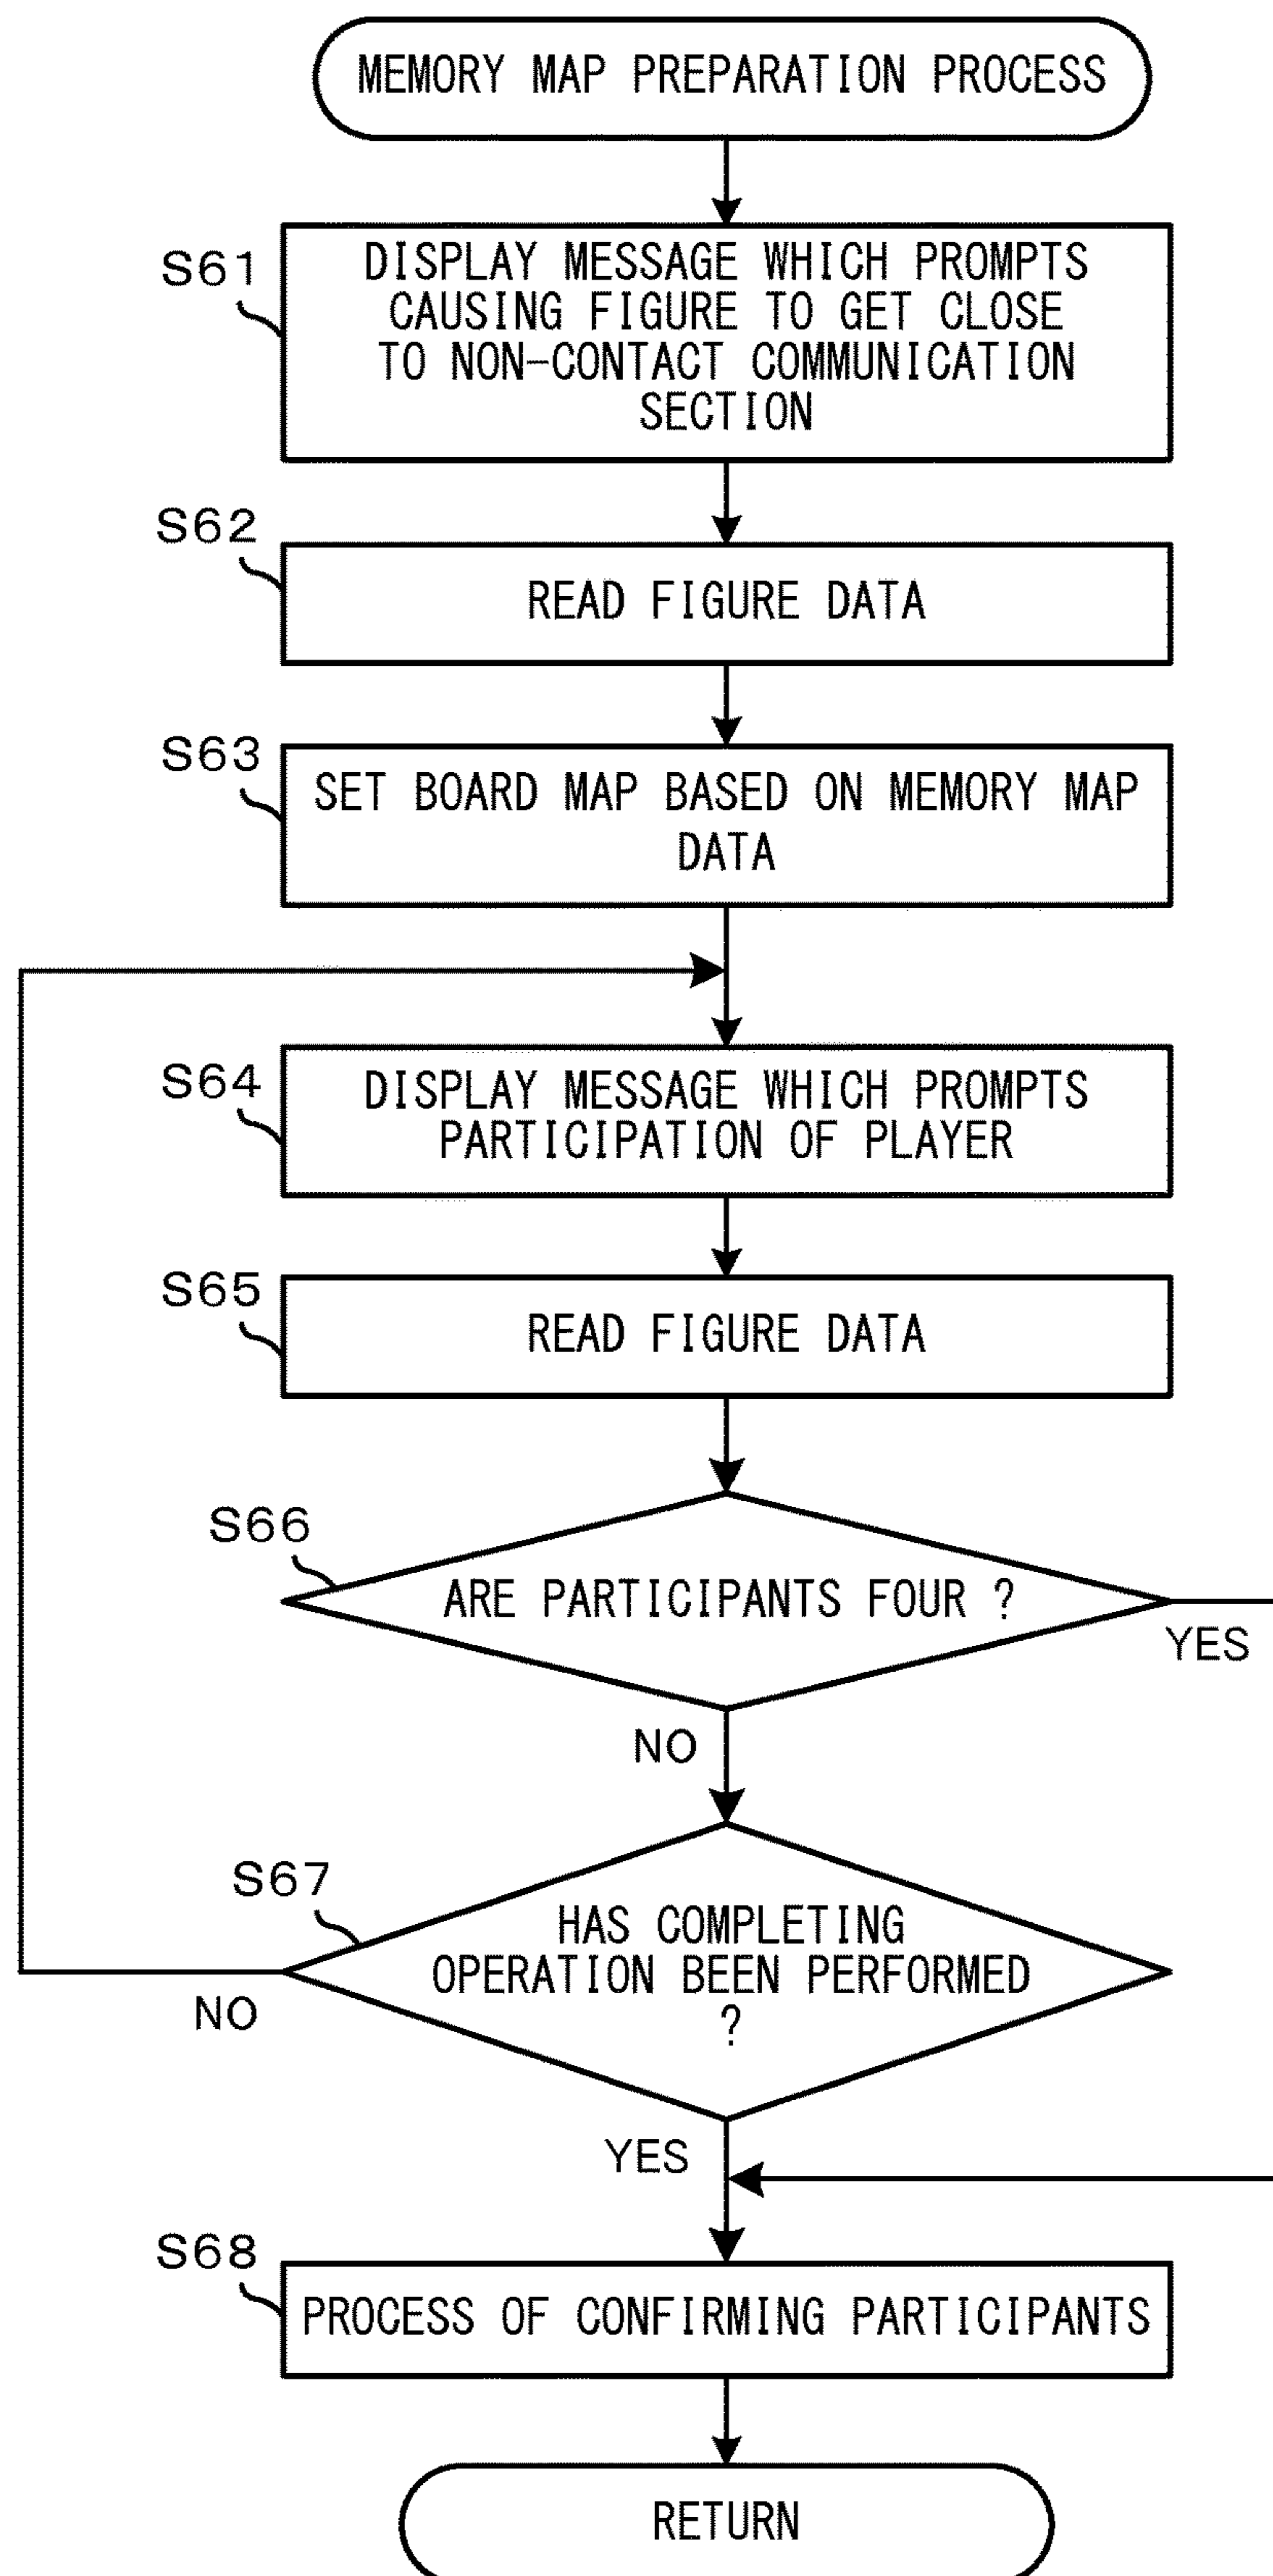 MEMORY MAP PREPARATION PROCESS
S61
DISPLAY MESSAGE WHICH PROMPTS
CAUSING FIGURE TO GET CLOSE
TO NON-CONTACT COMMUNICATION
SECTION
S62
READ FIGURE DATA
S63
SET BOARD MAP BASED ON MEMORY MAP
DATA
S64
DISPLAY MESSAGE WHICH PROMPTS
PARTICIPATION OF PLAYER
S65
READ FIGURE DATA
S66
ARE PARTICIPANTS FOUR ?
YES
NO
S67
HAS COMPLETING
OPERATION BEEN PERFORMED
?
NO
YES
S68
PROCESS OF CONFIRMING PARTICIPANTS
RETURN